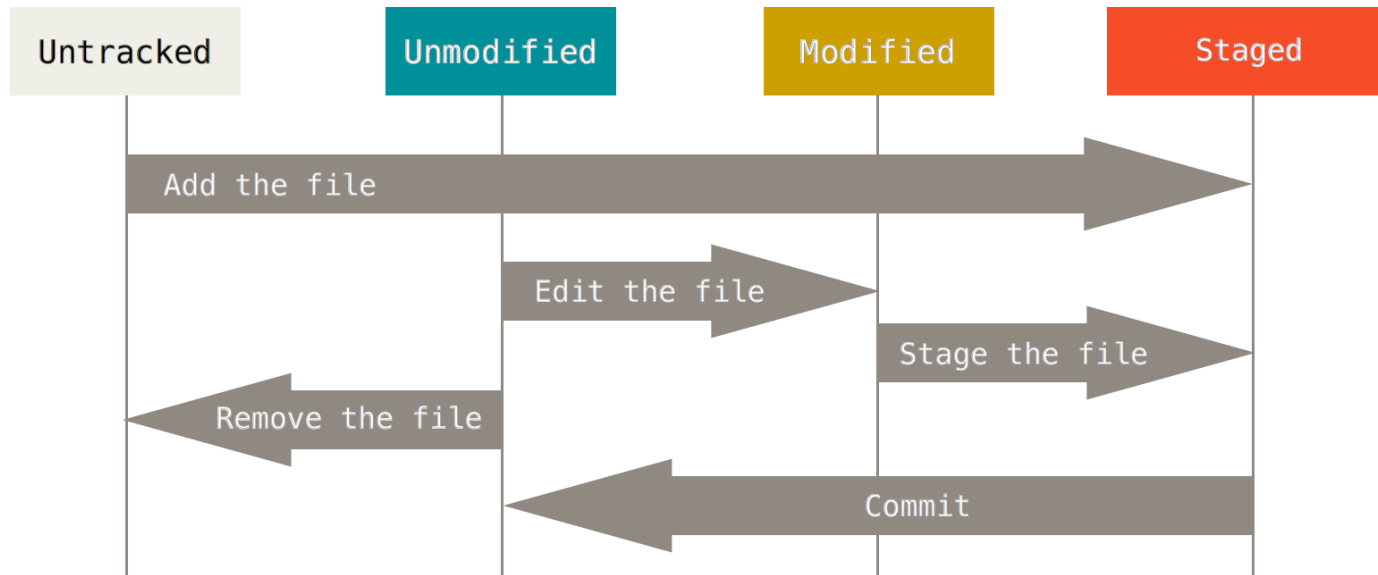 Untracked
Unmodified
Modified
Staged
Add the file
Edit the file
Stage the file
Remove the file
Commit